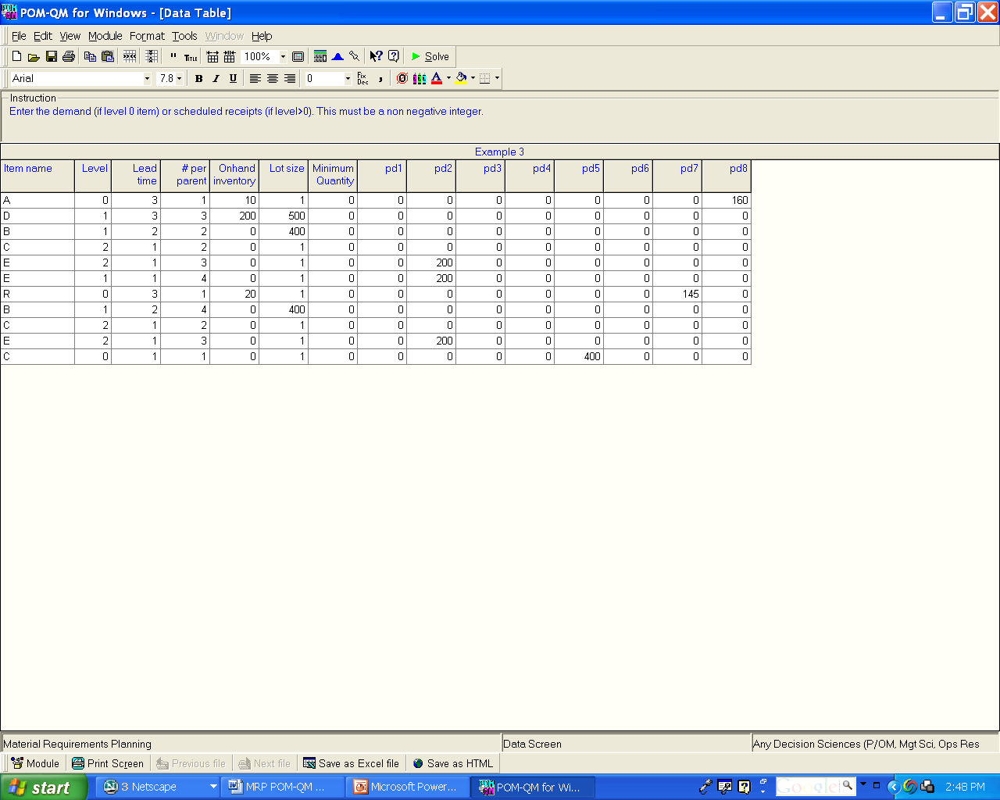 POM-QM for Windows - [Data Table]
File Edit View Module Format Tools Window Help
" TITLE 100% Solve
Arial 7.8 B I U 0 Fix Dec , A
Instruction
Enter the demand (if level 0 item) or scheduled receipts (if level>0). This must be a non negative integer.
Example 3
Item name Level Lead time # per parent Onhand inventory Lot size Minimum Quantity pd1 pd2 pd3 pd4 pd5 pd6 pd7 pd8
A 0 3 1 10 1 0 0 0 0 0 0 0 0 160
D 1 3 3 200 500 0 0 0 0 0 0 0 0 0
B 1 2 2 0 400 0 0 0 0 0 0 0 0 0
C 2 1 2 0 1 0 0 0 0 0 0 0 0 0
E 2 1 3 0 1 0 0 200 0 0 0 0 0 0
E 1 1 4 0 1 0 0 200 0 0 0 0 0 0
R 0 3 1 20 1 0 0 0 0 0 0 0 145 0
B 1 2 4 0 400 0 0 0 0 0 0 0 0 0
C 2 1 2 0 1 0 0 0 0 0 0 0 0 0
E 2 1 3 0 1 0 0 200 0 0 0 0 0 0
C 0 1 1 0 1 0 0 0 0 0 400 0 0 0
Material Requirements Planning Data Screen Any Decision Sciences (P/OM, Mgt Sci, Ops Res
Module Print Screen Previous file Next file Save as Excel file Save as HTML
start 3 Netscape MRP POM-QM ... Microsoft Power... POM-QM for Wi... Google 2:48 PM